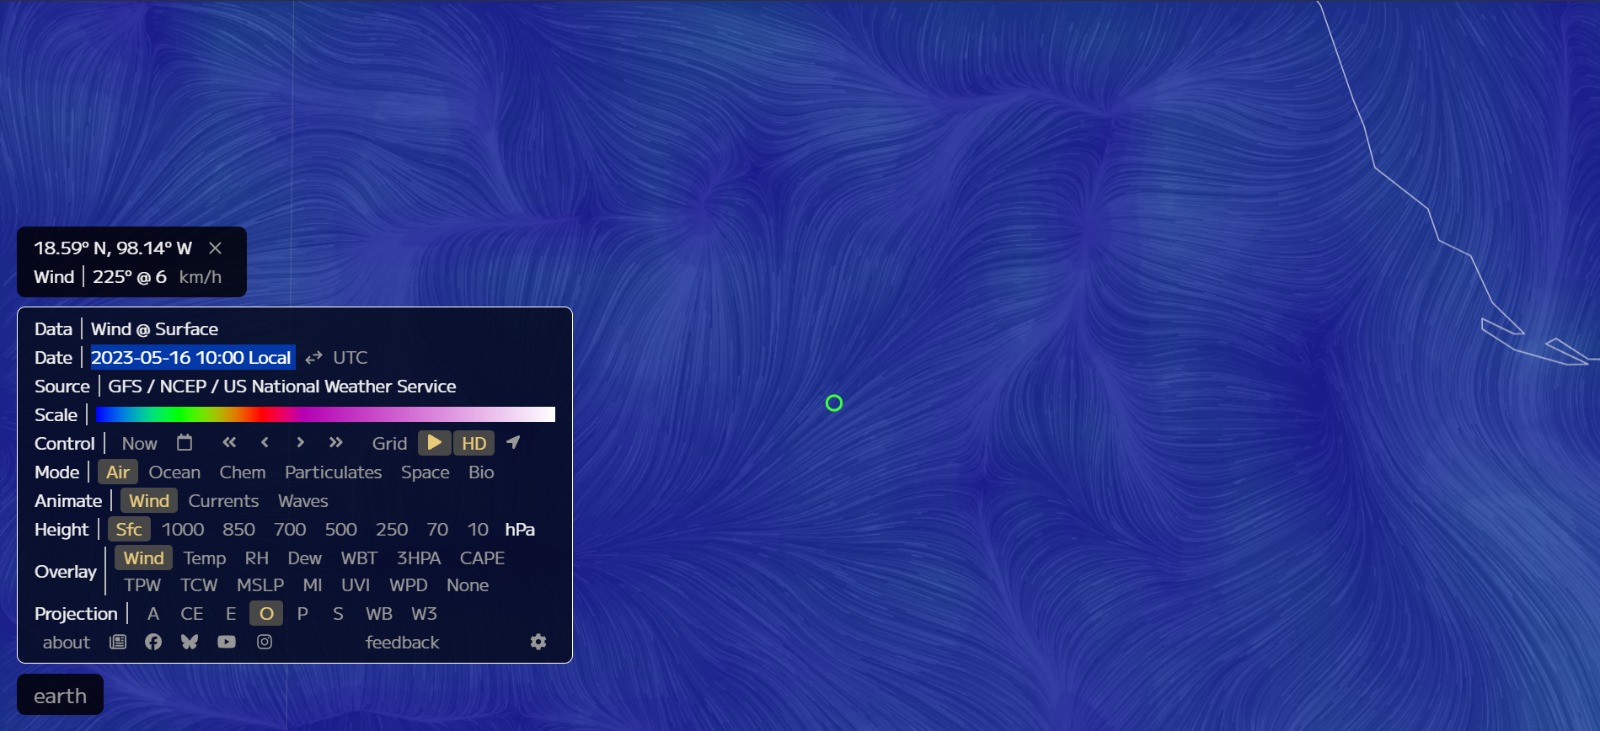 18.59° N, 98.14° W ×
Wind | 225° @ 6 km/h
Data | Wind @ Surface
Date | 2023-05-16 10:00 Local ⇄ UTC
Source | GFS / NCEP / US National Weather Service
Scale |
Control | Now « ‹ › » Grid HD
Mode | Air Ocean Chem Particulates Space Bio
Animate | Wind Currents Waves
Height | Sfc 1000 850 700 500 250 70 10 hPa
Overlay | Wind Temp RH Dew WBT 3HPA CAPE
TPW TCW MSLP MI UVI WPD None
Projection | A CE E O P S WB W3
about feedback
earth